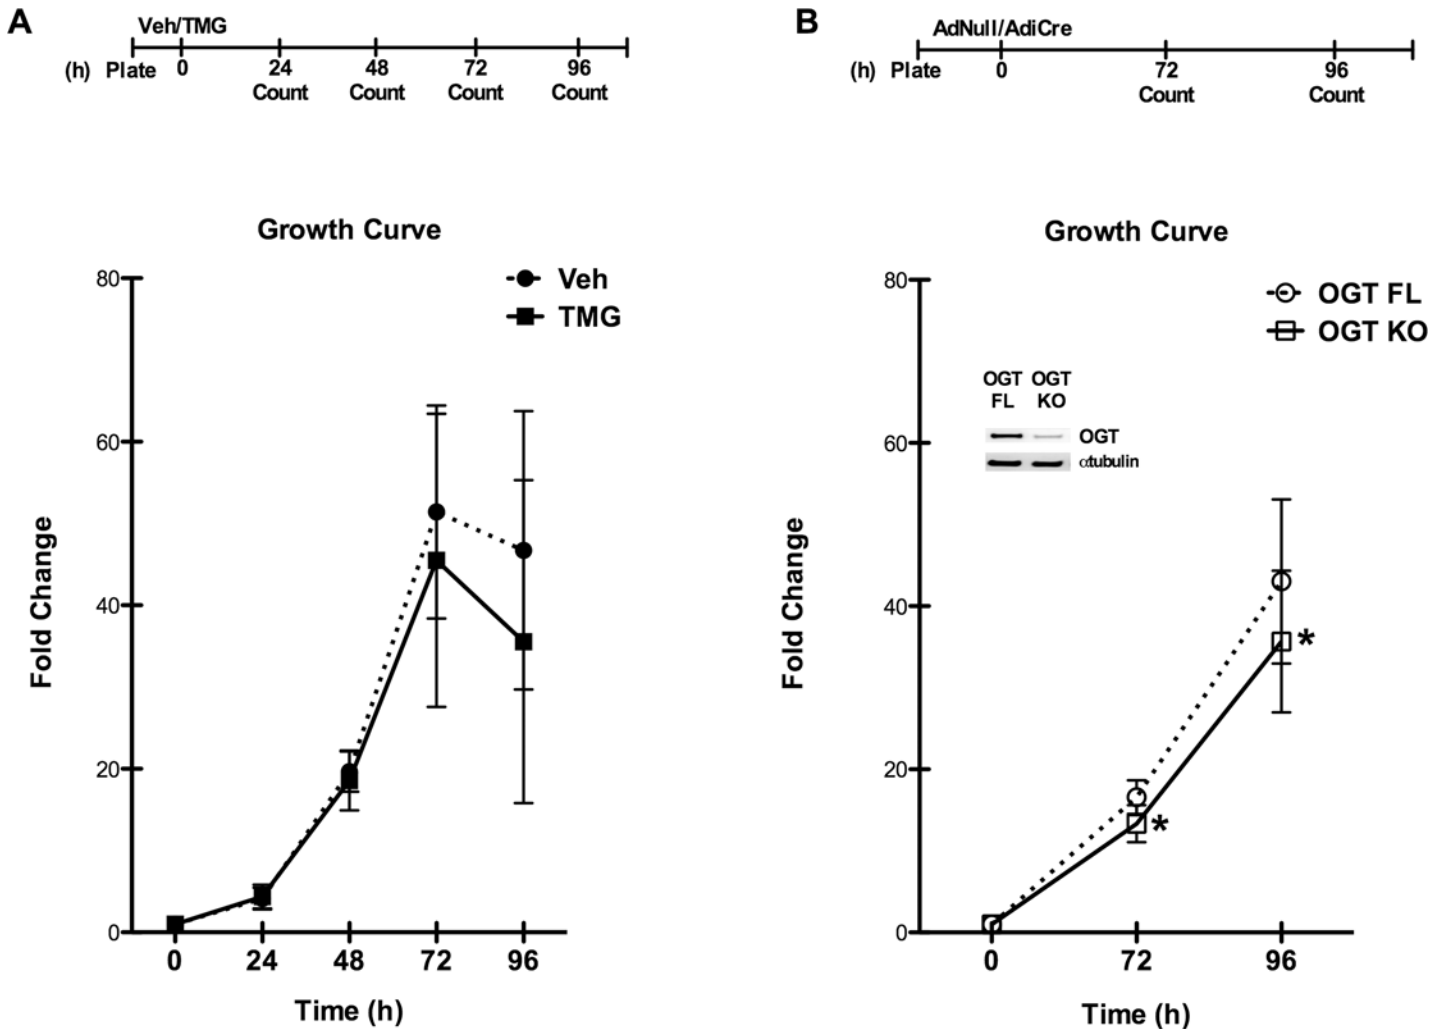 A
Veh/TMG
(h) Plate 0 24 48 72 96
Count Count Count Count
Growth Curve
Veh
TMG
80
60
40
20
0
Fold Change
0 24 48 72 96
Time (h)
B
AdNull/AdiCre
(h) Plate 0 72 96
Count Count
Growth Curve
OGT FL
OGT KO
OGT OGT
FL KO
OGT
αtubulin
80
60
40
20
0
Fold Change
*
*
0 72 96
Time (h)